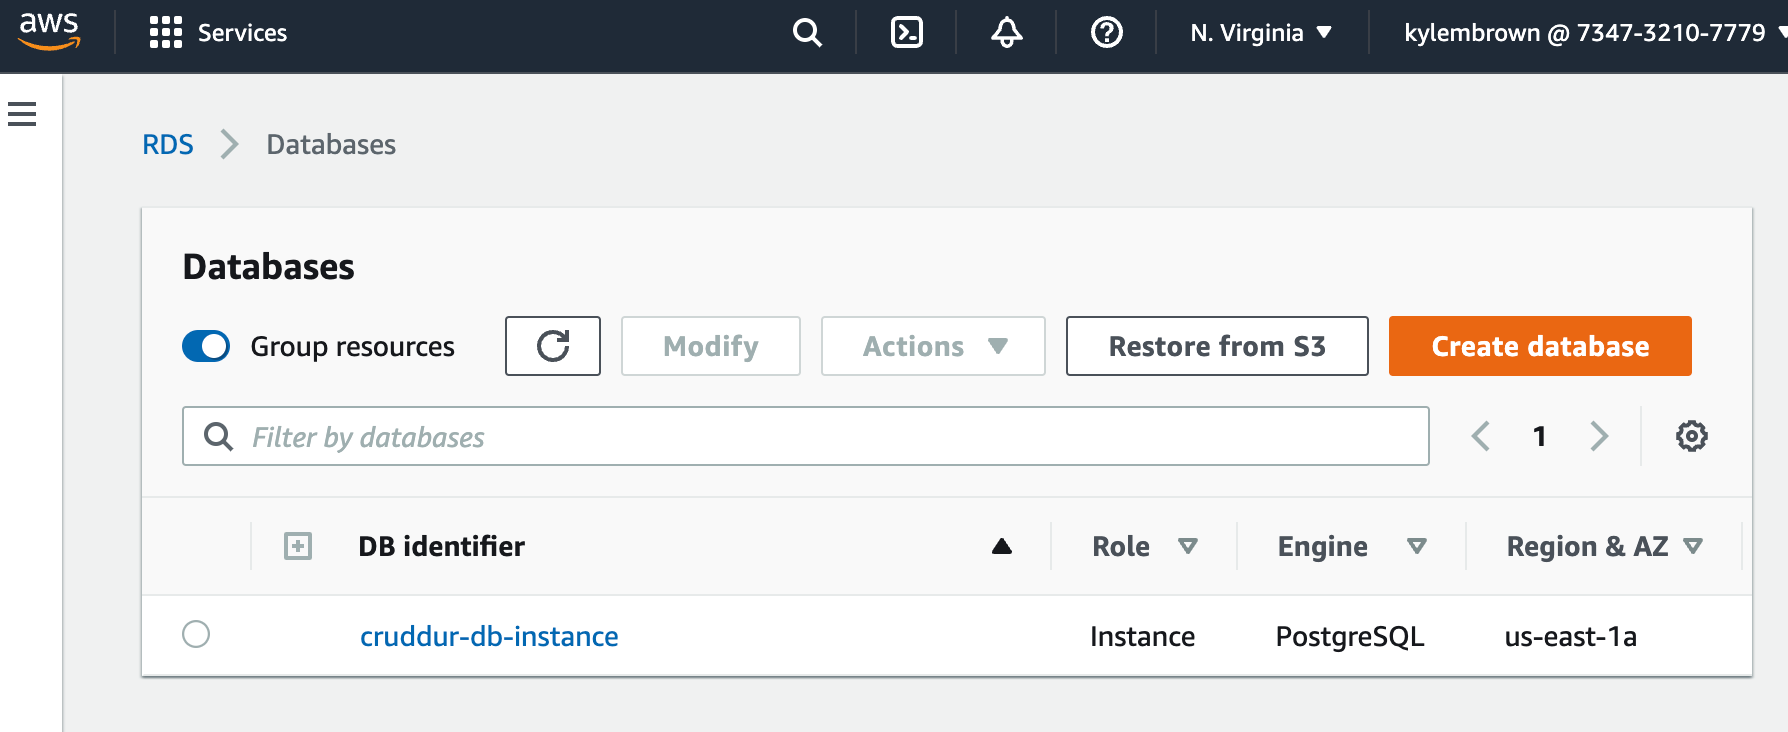 aws Services N. Virginia kylembrown @ 7347-3210-7779
RDS Databases
Databases
Group resources Modify Actions Restore from S3 Create database
Filter by databases 1
DB identifier Role Engine Region & AZ
cruddur-db-instance Instance PostgreSQL us-east-1a